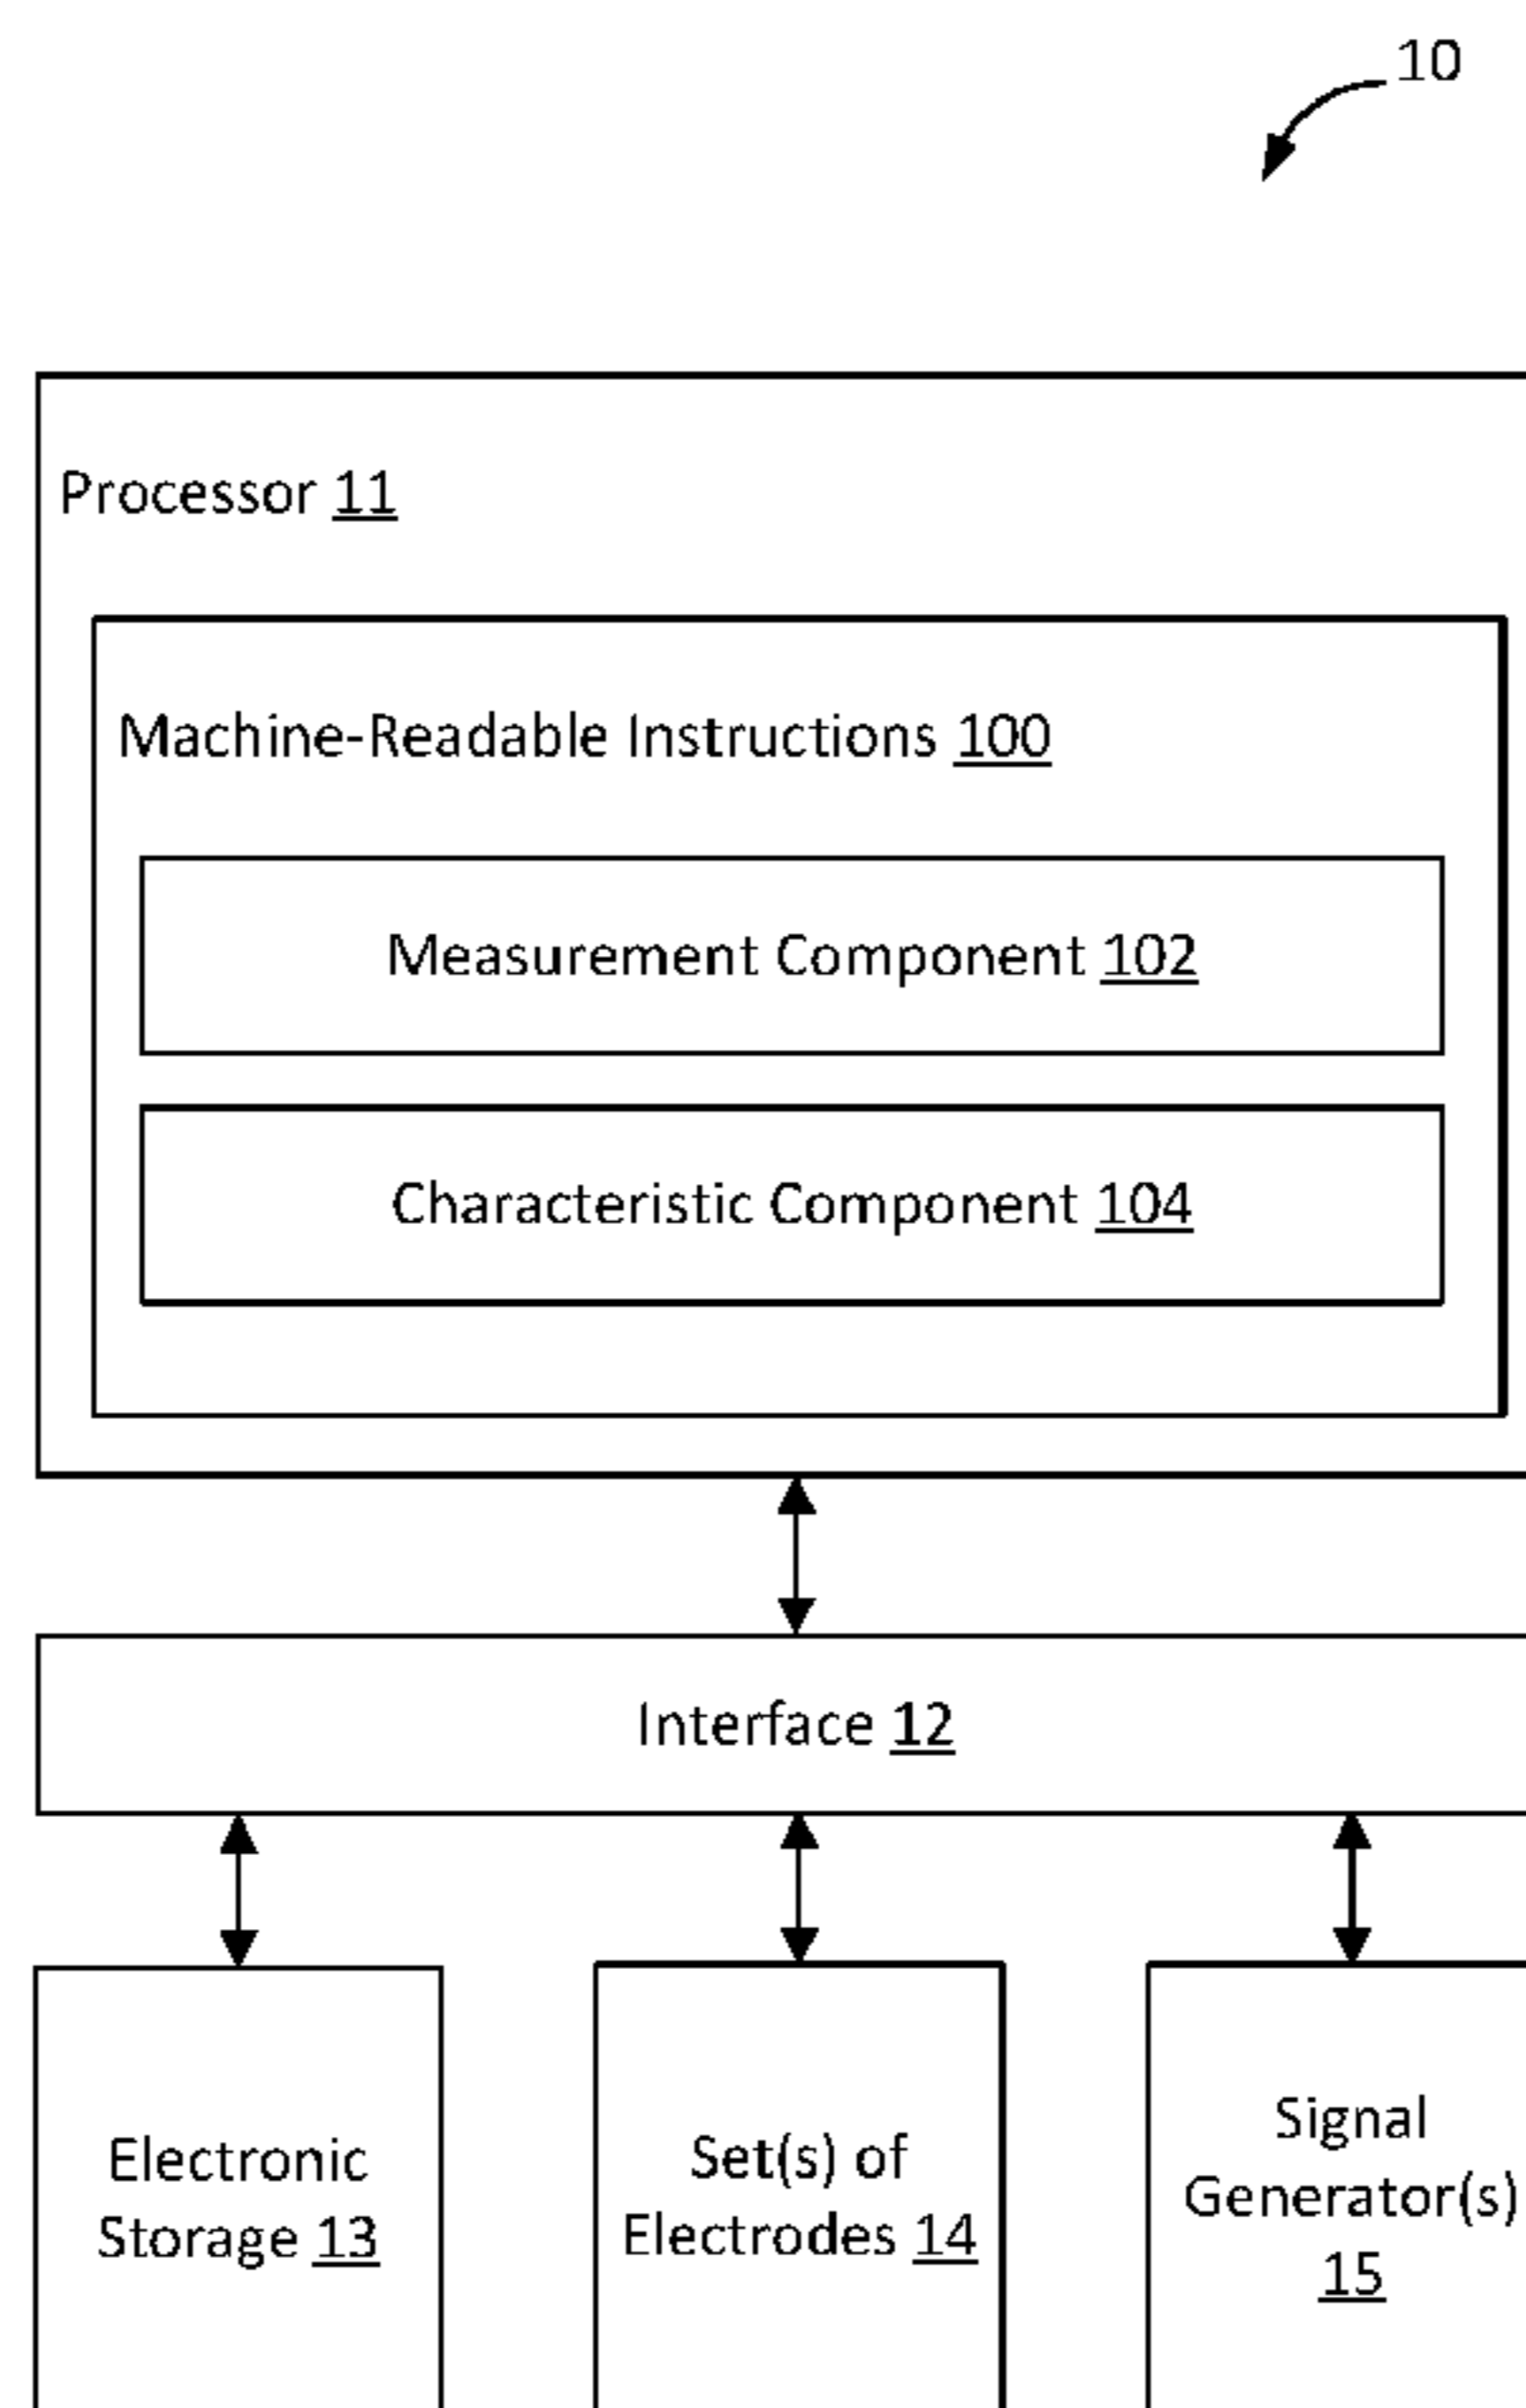 10
Processor 11
Machine-Readable Instructions 100
Measurement Component 102
Characteristic Component 104
Interface 12
Electronic
Storage 13
Set(s) of
Electrodes 14
Signal
Generator(s)
15